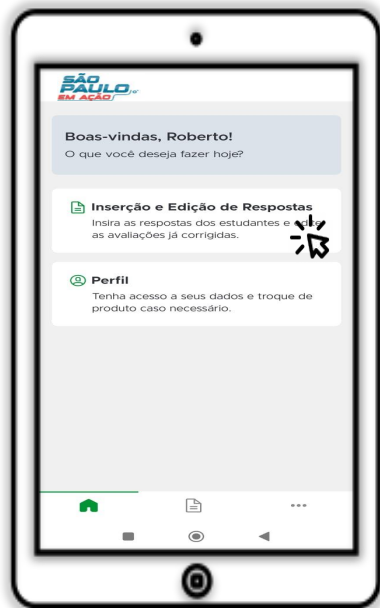 SÃO
PAULO
EM AÇÃO
Boas-vindas, Roberto!
O que você deseja fazer hoje?
Inserção e Edição de Respostas
Insira as respostas dos estudantes e edite
as avaliações já corrigidas.
Perfil
Tenha acesso a seus dados e troque de
produto caso necessário.